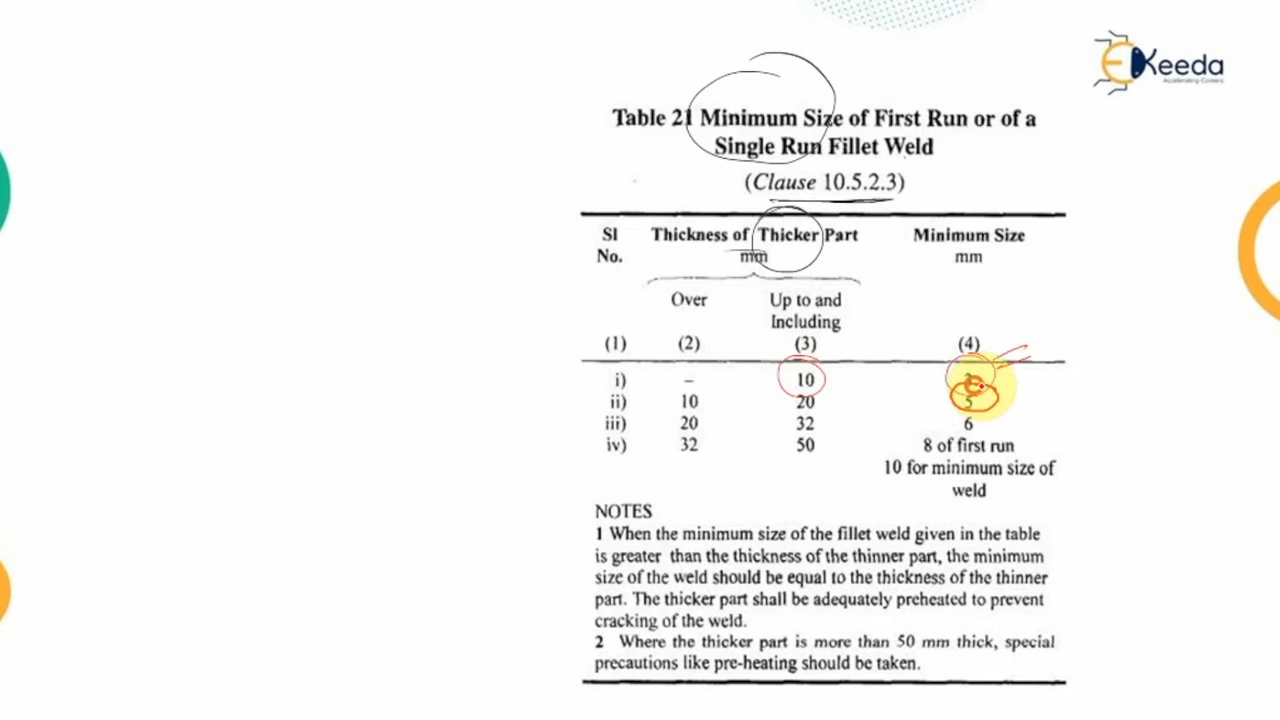 EKeeda
Accelerating Careers
Table 21 Minimum Size of First Run or of a
Single Run Fillet Weld
(Clause 10.5.2.3)
Sl Thickness of Thicker Part Minimum Size
No. mm mm
Over Up to and
Including
(1) (2) (3) (4)
i) – 10
ii) 10 20 5
iii) 20 32 6
iv) 32 50 8 of first run
10 for minimum size of
weld
NOTES
1 When the minimum size of the fillet weld given in the table
is greater than the thickness of the thinner part, the minimum
size of the weld should be equal to the thickness of the thinner
part. The thicker part shall be adequately preheated to prevent
cracking of the weld.
2 Where the thicker part is more than 50 mm thick, special
precautions like pre-heating should be taken.